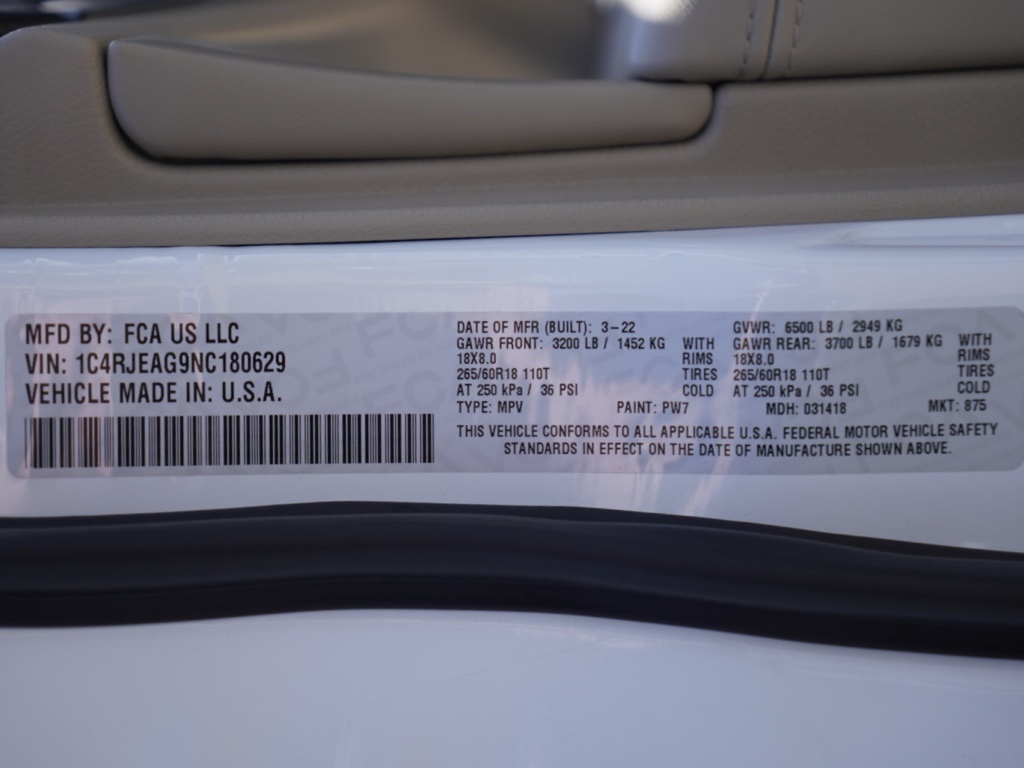 MFD BY: FCA US LLC
VIN: 1C4RJEAG9NC180629
VEHICLE MADE IN: U.S.A.
DATE OF MFR (BUILT): 3-22
GAWR FRONT: 3200 LB / 1452 KG WITH
18X8.0 RIMS
265/60R18 110T TIRES
AT 250 kPa / 36 PSI COLD
TYPE: MPV PAINT: PW7
GVWR: 6500 LB / 2949 KG
GAWR REAR: 3700 LB / 1679 KG WITH
18X8.0 RIMS
265/60R18 110T TIRES
AT 250 kPa / 36 PSI COLD
MDH: 031418 MKT: 875
THIS VEHICLE CONFORMS TO ALL APPLICABLE U.S.A. FEDERAL MOTOR VEHICLE SAFETY
STANDARDS IN EFFECT ON THE DATE OF MANUFACTURE SHOWN ABOVE.